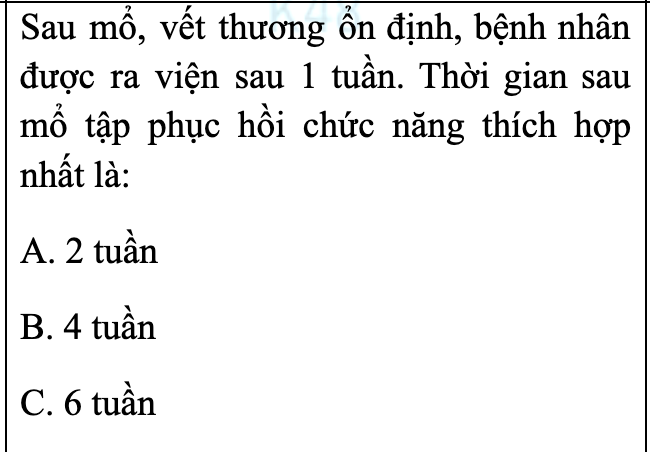 Sau mổ, vết thương ổn định, bệnh nhân
được ra viện sau 1 tuần. Thời gian sau
mổ tập phục hồi chức năng thích hợp
nhất là:
A. 2 tuần
B. 4 tuần
C. 6 tuần